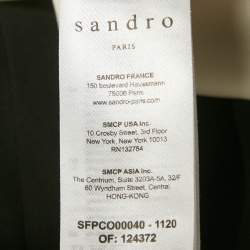 sandro
PARIS
SANDRO FRANCE
150 boulevard Haussmann
75008 Paris
www.sandro-paris.com
SMCP USA Inc.
10 Crosby Street, 3rd Floor
New York, New York 10013
RN132784
SMCP ASIA Inc.
The Centrium, Suite 3203A-5A, 32/F
60 Wyndham Street, Central,
HONG-KONG
SFPCO00040 - 1120
OF: 124372